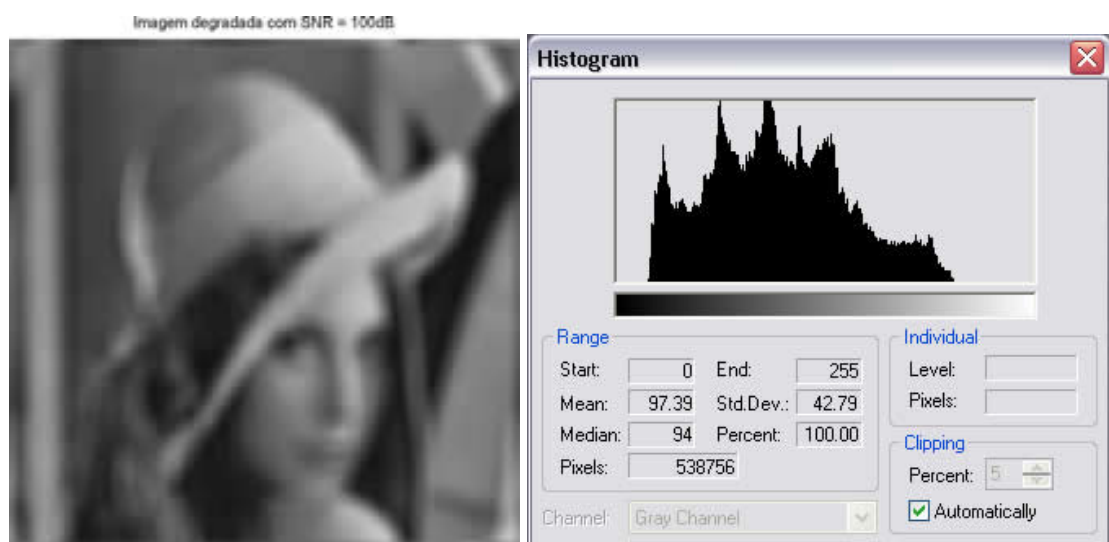 Imagem degradada com SNR = 100dB
Histogram
Range
Start: 0 End: 255
Mean: 97.39 Std.Dev.: 42.79
Median: 94 Percent: 100.00
Pixels: 538756
Individual
Level:
Pixels:
Clipping
Percent: 5
Automatically
Channel: Gray Channel